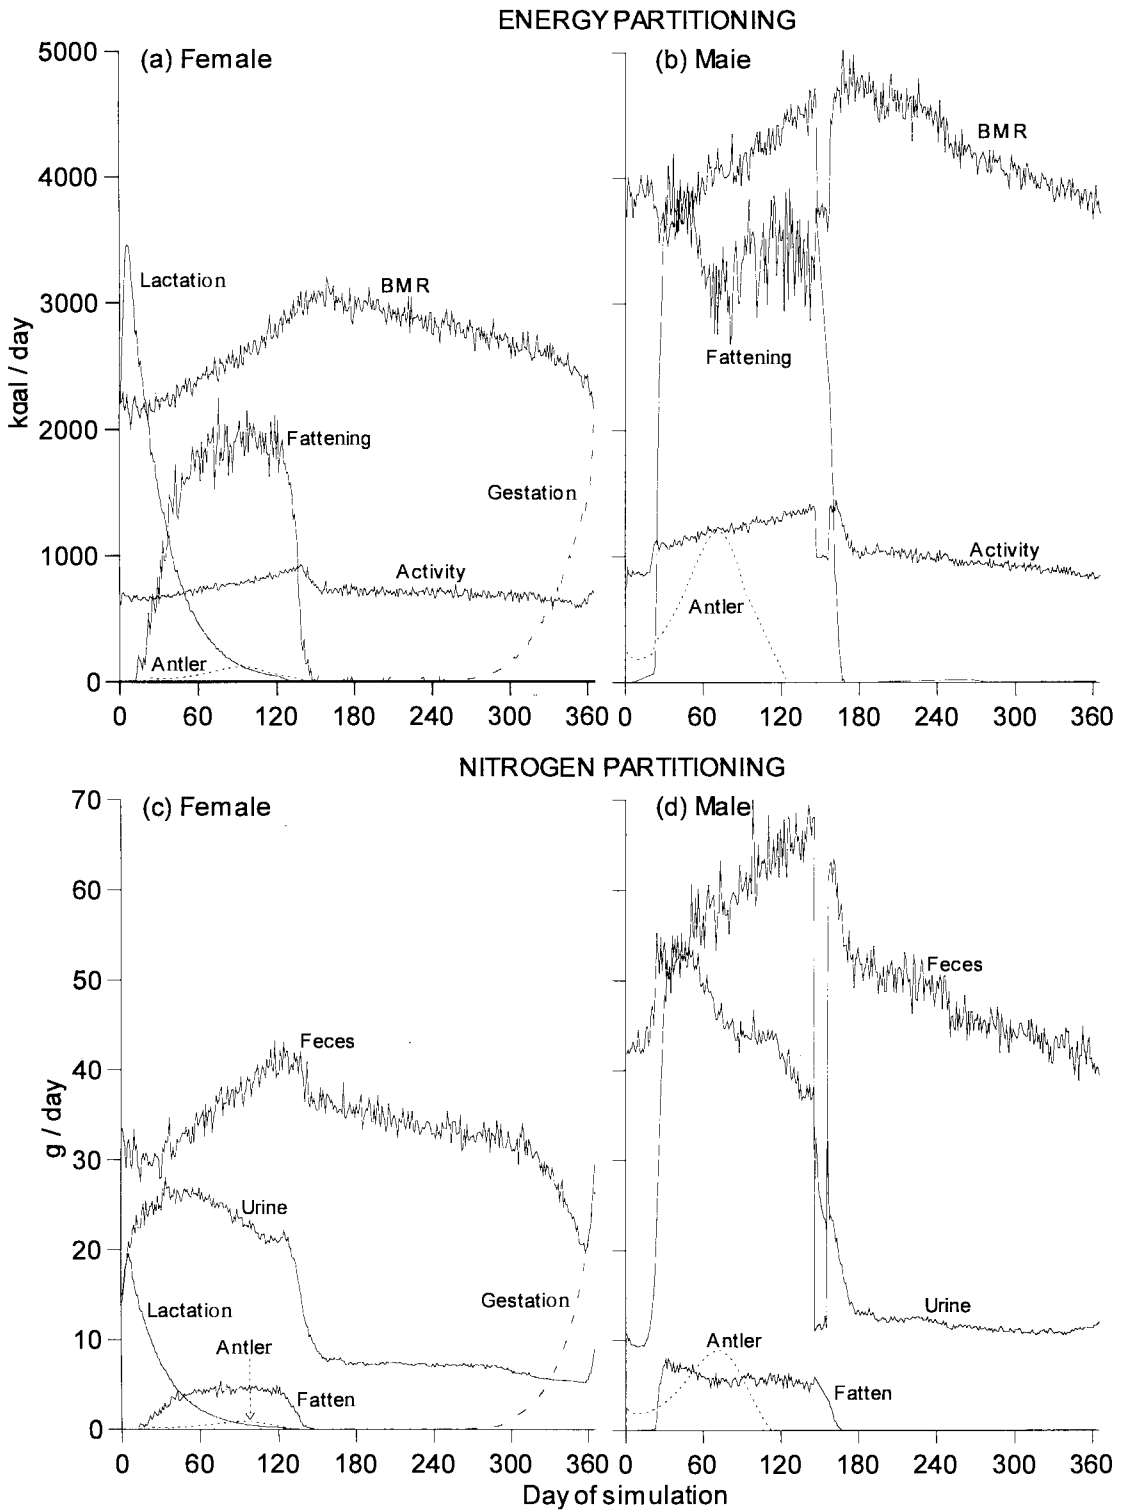 ENERGY PARTITIONING
(a) Female
(b) Maie
5000
4000
3000
2000
1000
0
kcal / day
Lactation
BMR
Fattening
Gestation
Activity
Antler
BMR
Fattening
Activity
Antler
0 60 120 180 240 300 360
0 60 120 180 240 300 360
NITROGEN PARTITIONING
(c) Female
(d) Male
70
60
50
40
30
20
10
0
g / day
Feces
Urine
Lactation
Antler
Fatten
Gestation
Feces
Urine
Antler
Fatten
0 60 120 180 240 300 360
0 60 120 180 240 300 360
Day of simulation